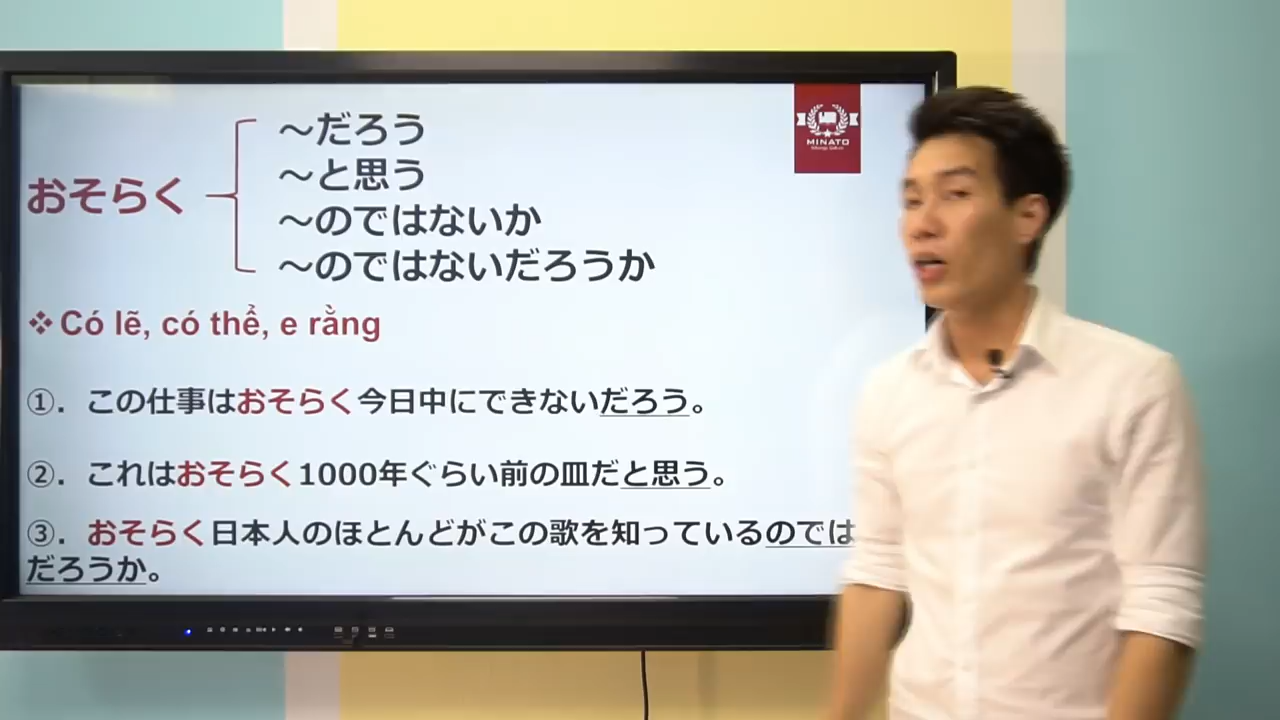 おそらく
～だろう
～と思う
～のではないか
～のではないだろうか
MINATO
❖ Có lẽ, có thể, e rằng
①．この仕事はおそらく今日中にできないだろう。
②．これはおそらく1000年ぐらい前の皿だと思う。
③．おそらく日本人のほとんどがこの歌を知っているのでは
だろうか。